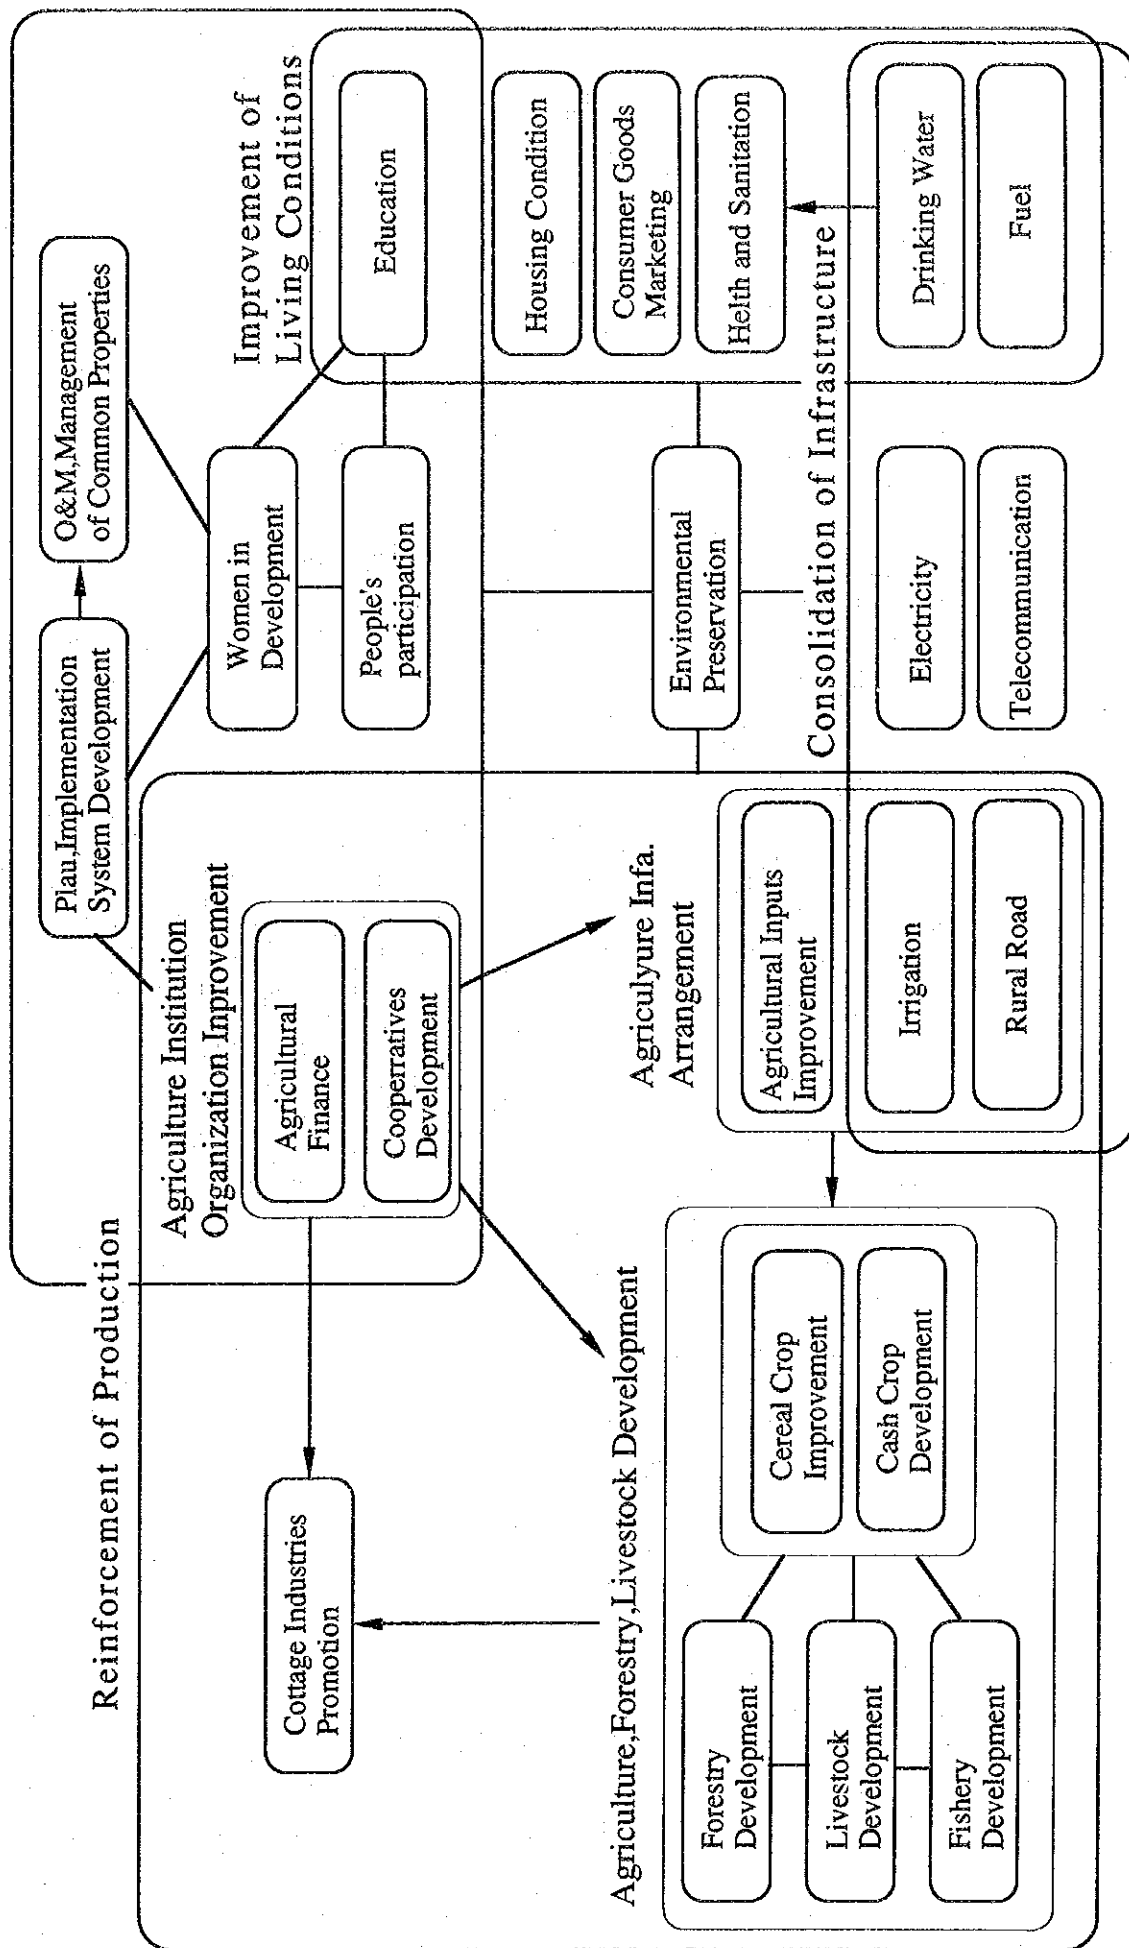 Reinforcement of Production
Plau,Implementation
System Development
O&M,Management
of Common Properties
Agriculture Institution
Organization Inprovement
Women in
Development
Improvement of
Living Conditions
Cottage Industries
Promotion
Agricultural
Finance
Cooperratives
Development
People's
participation
Education
Agriculture,Forestry,Livestock Development
Agriculyure Infa.
Arrangement
Environmental
Preservation
Housing Condition
Consumer Goods
Marketing
Helth and Sanitation
Forestry
Development
Livestock
Development
Fishery
Development
Cereal Crop
Improvement
Cash Crop
Development
Agricultural Inputs
Improvement
Irrigation
Rural Road
Consolidation of Infrastructure
Electricity
Telecommunication
Drinking Water
Fuel